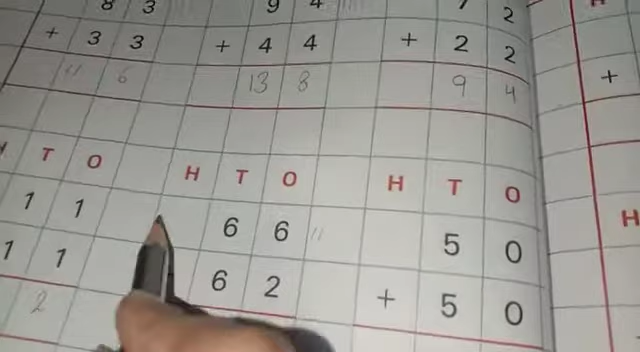 8 3 9 4 7 2 H
+ 3 3 + 4 4 + 2 2
11 6 13 8 9 4 +
T O H T O H T O
1 1 6 6 5 0 H
1 1 6 2 + 5 0
2